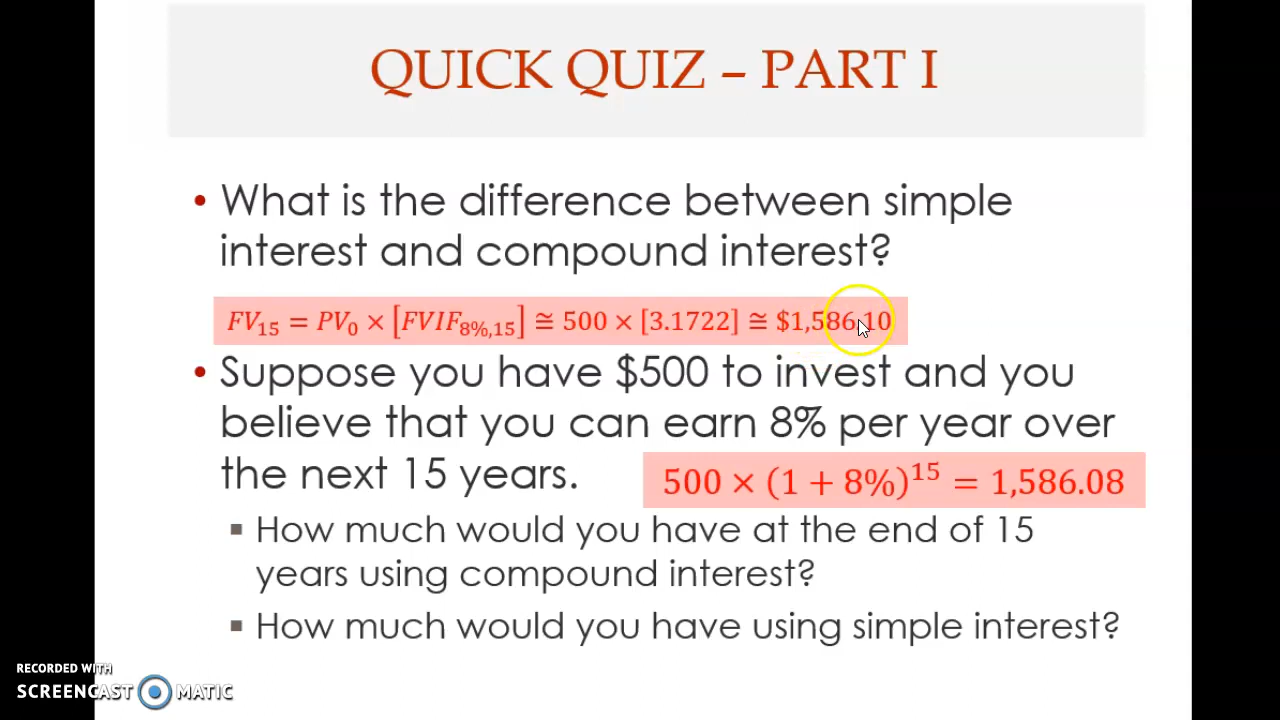 QUICK QUIZ – PART I
• What is the difference between simple
interest and compound interest?
FV₁₅ = PV₀ × [FVIF₈%,₁₅] ≅ 500 × [3.1722] ≅ $1,586.10
• Suppose you have $500 to invest and you
believe that you can earn 8% per year over
the next 15 years.
500 × (1 + 8%)¹⁵ = 1,586.08
▪ How much would you have at the end of 15
years using compound interest?
▪ How much would you have using simple interest?
RECORDED WITH
SCREENCAST MATIC